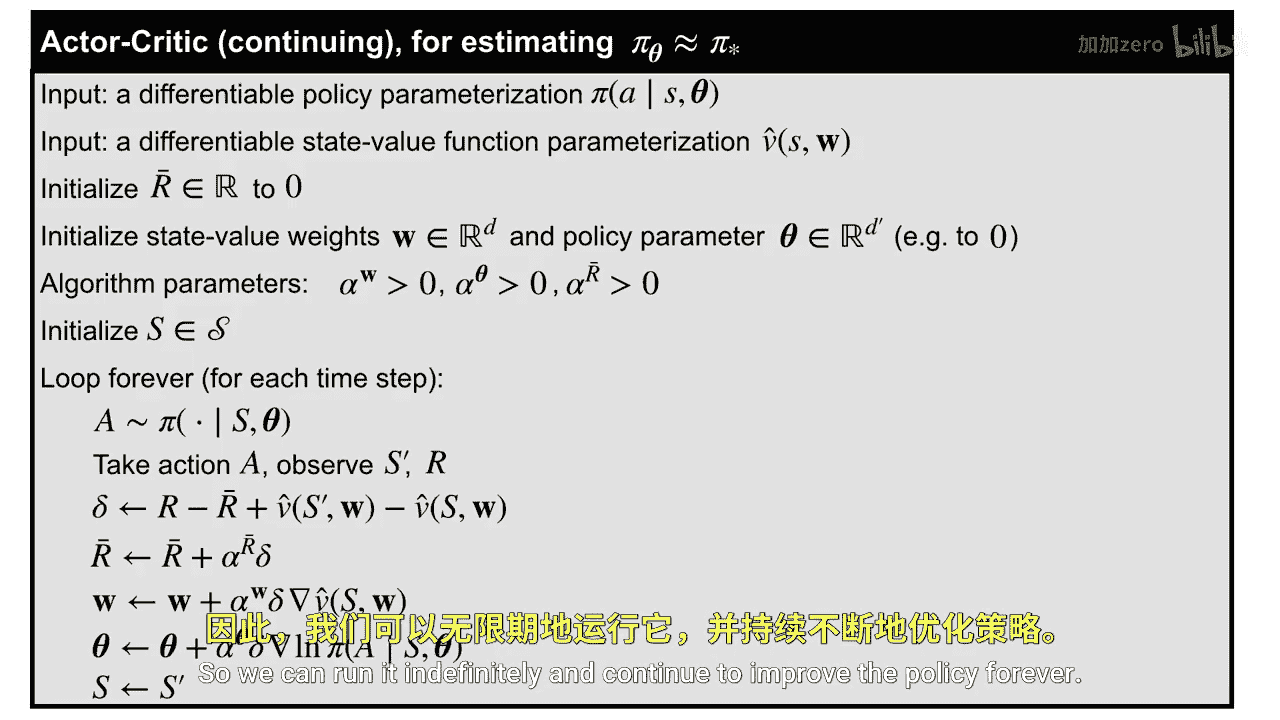 Actor-Critic (continuing), for estimating π_θ ≈ π_*
加加zero bilibi
Input: a differentiable policy parameterization π(a | s, θ)
Input: a differentiable state-value function parameterization v̂(s, w)
Initialize R̄ ∈ ℝ to 0
Initialize state-value weights w ∈ ℝ^d and policy parameter θ ∈ ℝ^d′ (e.g. to 0)
Algorithm parameters: α^w > 0, α^θ > 0, α^R̄ > 0
Initialize S ∈ 𝒮
Loop forever (for each time step):
A ∼ π( · | S, θ)
Take action A, observe S′, R
δ ← R − R̄ + v̂(S′, w) − v̂(S, w)
R̄ ← R̄ + α^R̄ δ
w ← w + α^w δ ∇ v̂(S, w)
因此，我们可以无限期地运行它，并持续不断地优化策略。
θ ← θ + α^θ δ ∇ ln π(A | S, θ)
So we can run it indefinitely and continue to improve the policy forever.
S ← S′